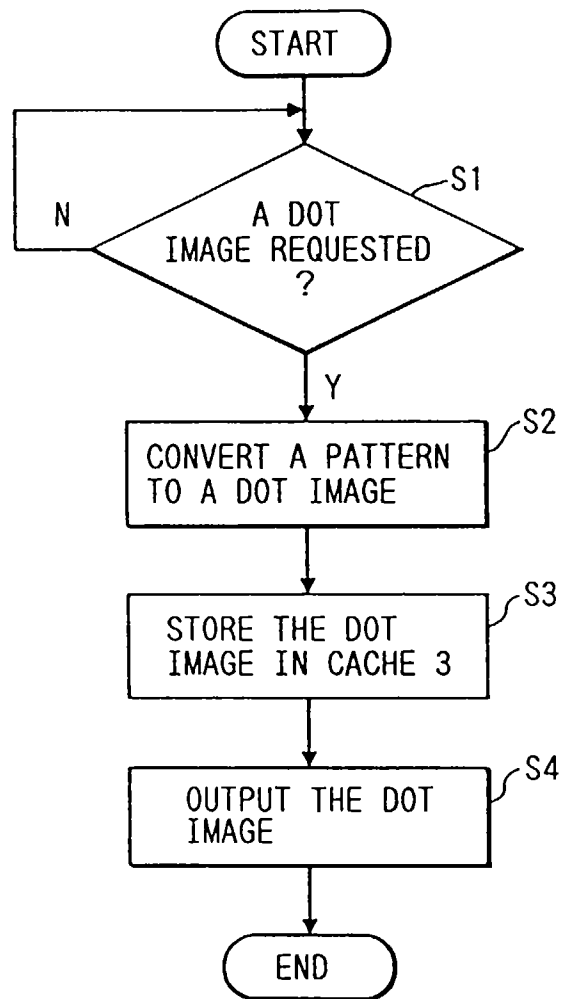 START
S1
N
A DOT
IMAGE REQUESTED
?
Y
S2
CONVERT A PATTERN
TO A DOT IMAGE
S3
STORE THE DOT
IMAGE IN CACHE 3
S4
OUTPUT THE DOT
IMAGE
END